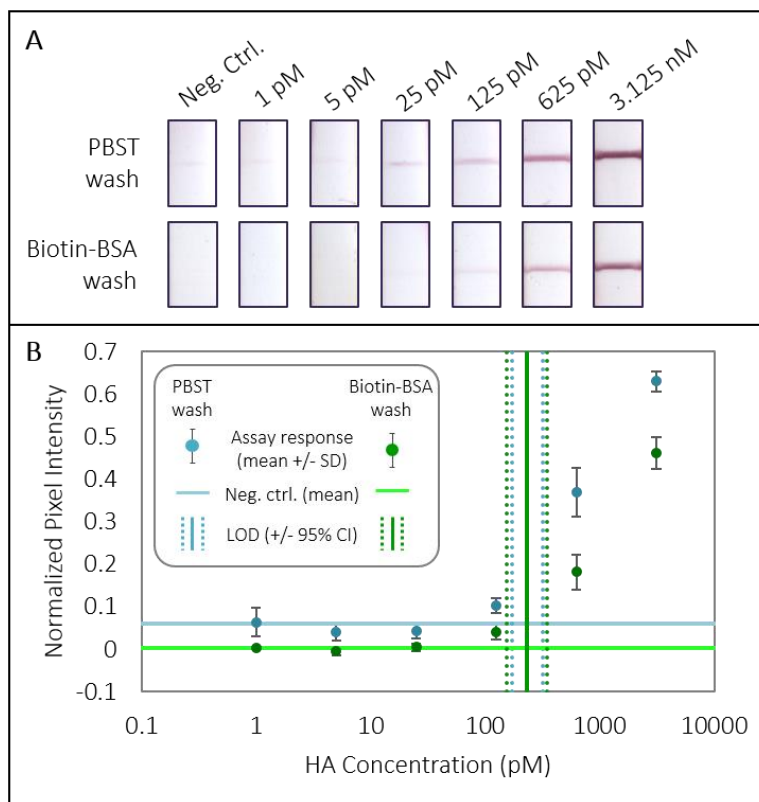 A
Neg. Ctrl.
1 pM
5 pM
25 pM
125 pM
625 pM
3.125 nM
PBST
wash
Biotin-BSA
wash
B
Normalized Pixel Intensity
0.7
0.6
0.5
0.4
0.3
0.2
0.1
0
-0.1
PBST
wash
Biotin-BSA
wash
Assay response
(mean +/- SD)
Neg. ctrl. (mean)
LOD (+/- 95% CI)
0.1
1
10
100
1000
10000
HA Concentration (pM)